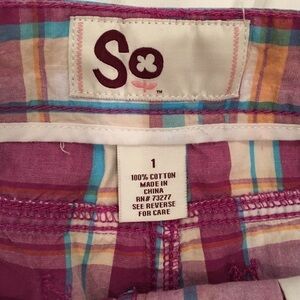 So
TM
1
100% COTTON
MADE IN
CHINA
RN# 73277
SEE REVERSE
FOR CARE